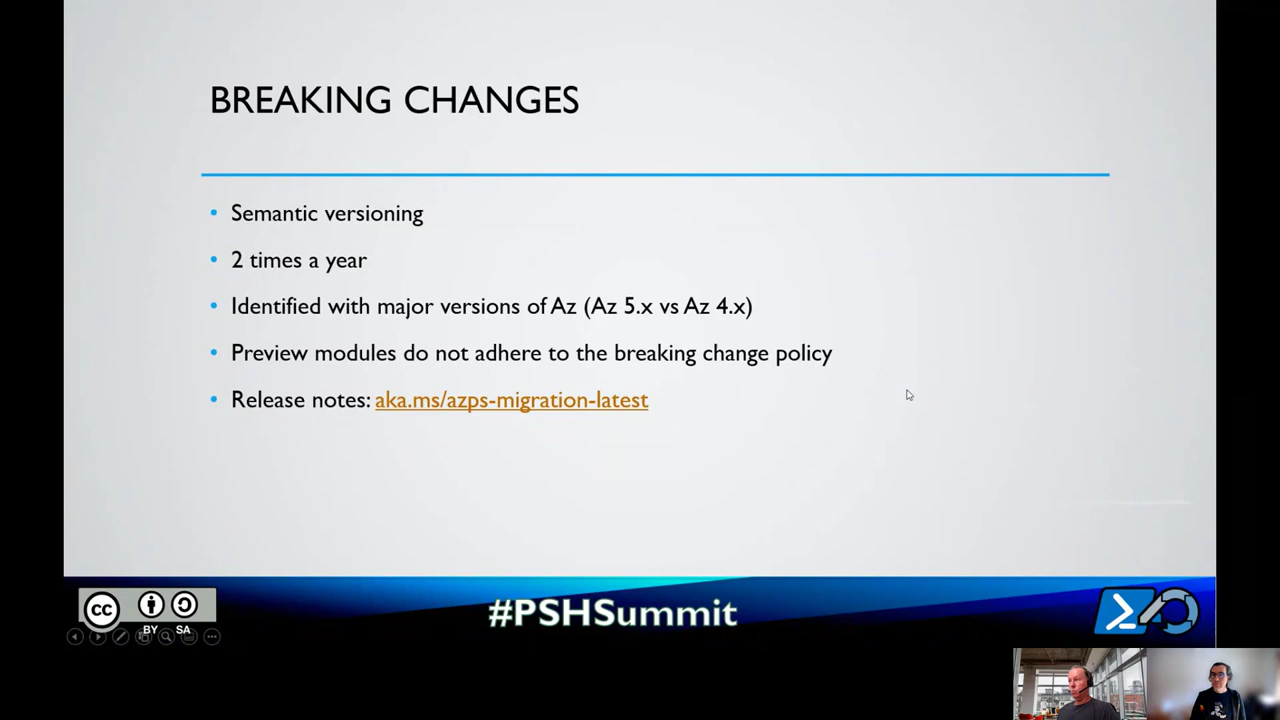 BREAKING CHANGES
• Semantic versioning
• 2 times a year
• Identified with major versions of Az (Az 5.x vs Az 4.x)
• Preview modules do not adhere to the breaking change policy
• Release notes: aka.ms/azps-migration-latest
cc
BY SA
#PSHSummit